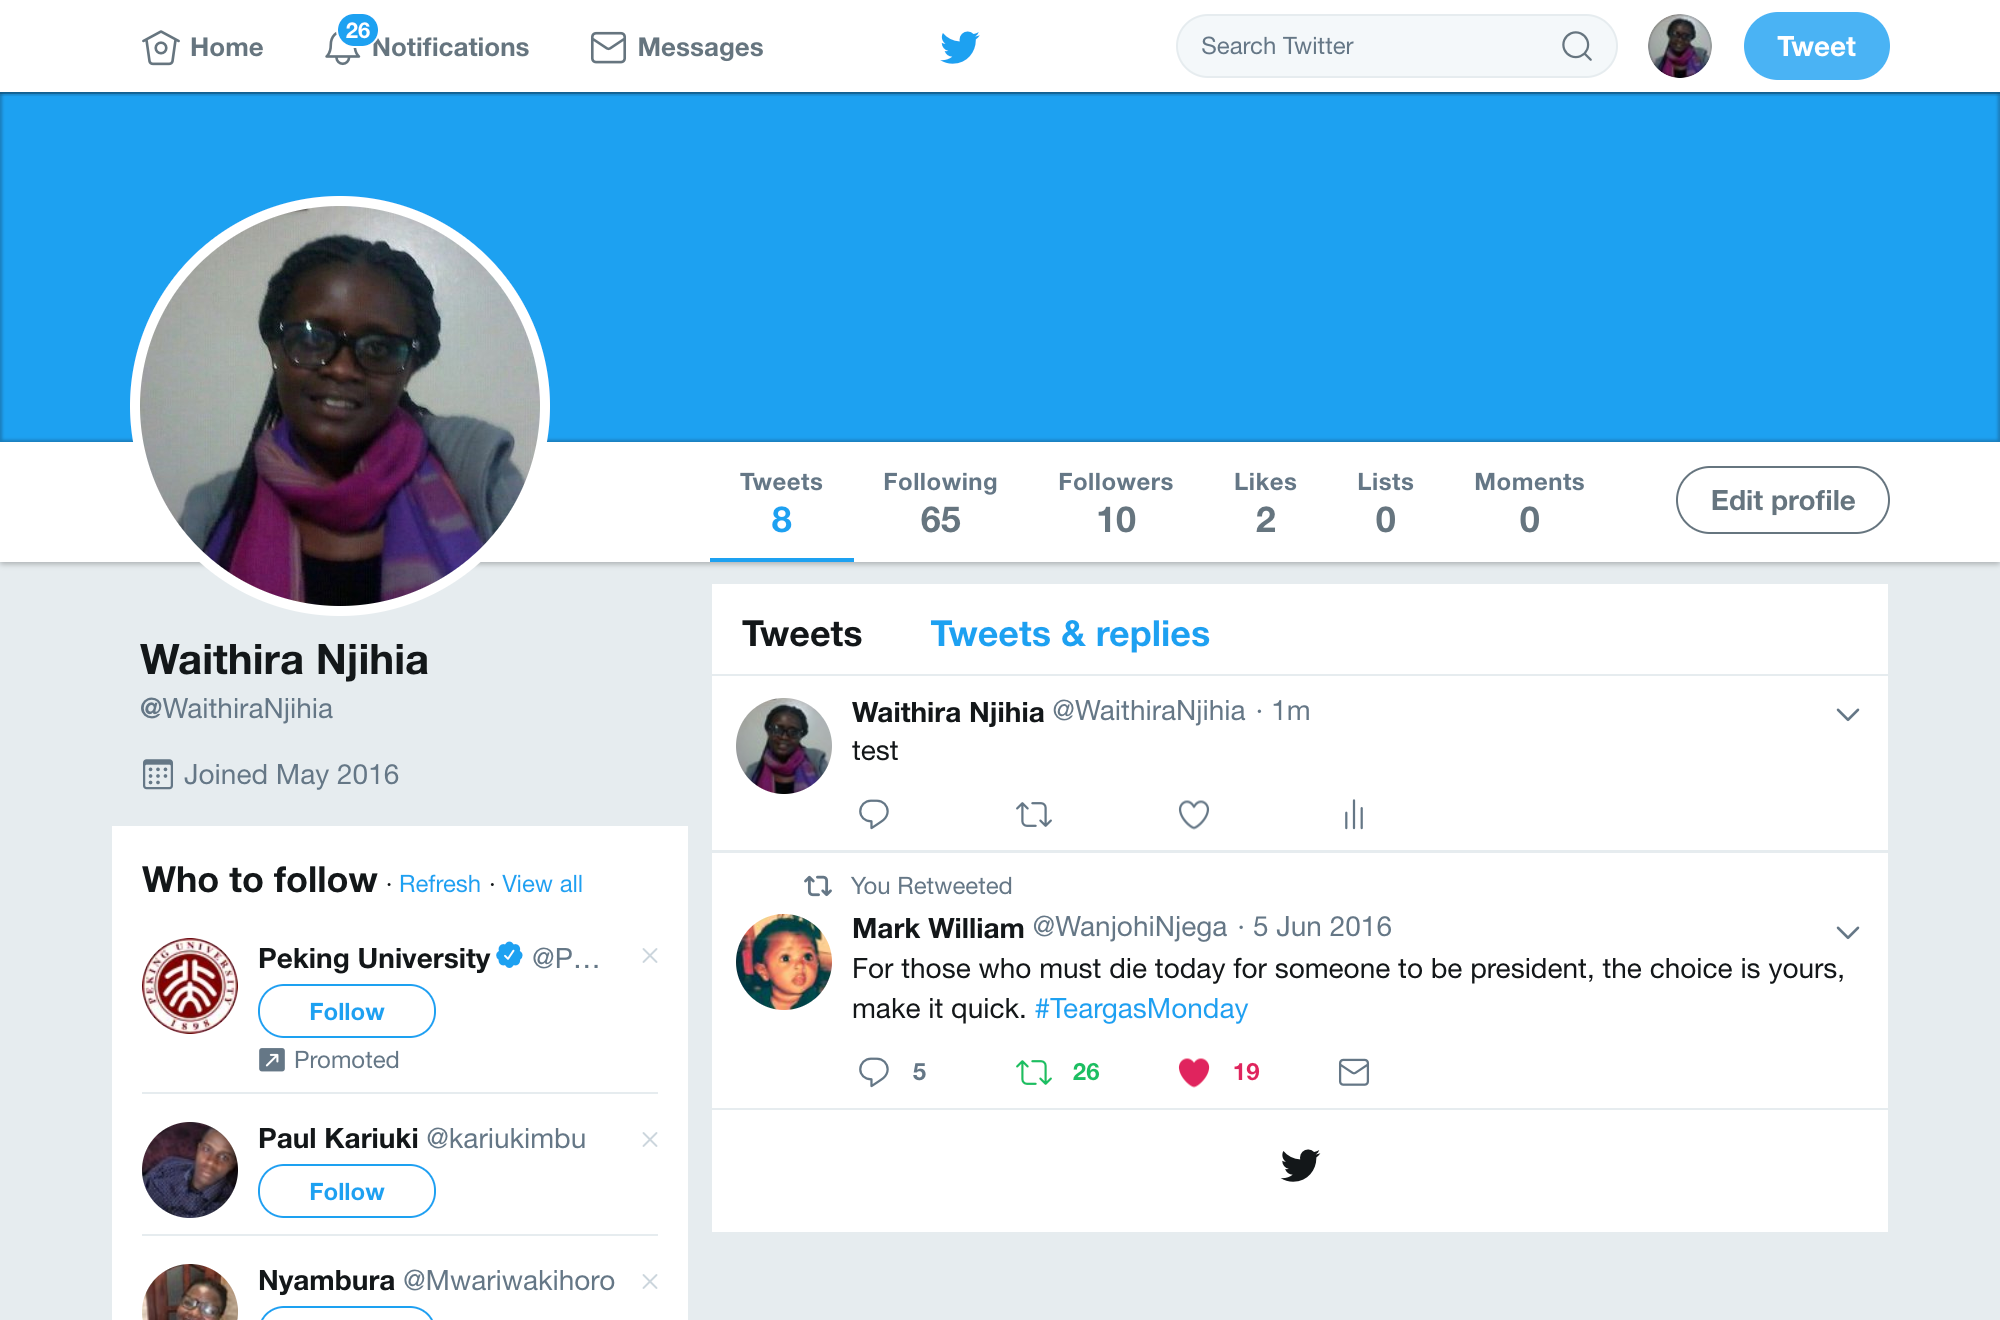 Home
26
Notifications
Messages
Search Twitter
Tweet
Tweets
8
Following
65
Followers
10
Likes
2
Lists
0
Moments
0
Edit profile
Waithira Njihia
@WaithiraNjihia
Joined May 2016
Who to follow · Refresh · View all
PEKING UNIVERSITY
1898
Peking University @P...
Follow
Promoted
Paul Kariuki @kariukimbu
Follow
Nyambura @Mwariwakihoro
Tweets
Tweets & replies
Waithira Njihia @WaithiraNjihia · 1m
test
You Retweeted
Mark William @WanjohiNjega · 5 Jun 2016
For those who must die today for someone to be president, the choice is yours,
make it quick. #TeargasMonday
5
26
19